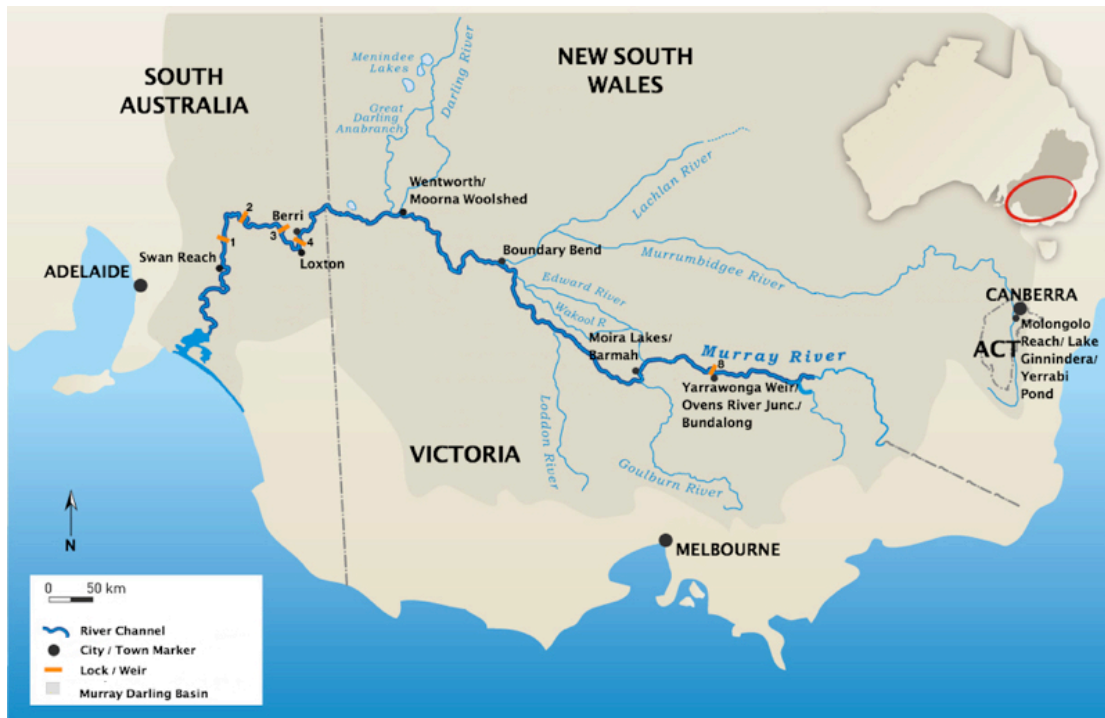 SOUTH
AUSTRALIA
NEW SOUTH
WALES
Menindee
Lakes
Darling River
Great
Darling
Anabranch
Lachlan River
Wentworth/
Moorna Woolshed
2
Berri
3
4
1
Swan Reach
Loxton
ADELAIDE
Boundary Bend
Murrumbidgee River
Edward River
Wakool R
CANBERRA
Molongolo
Reach/ Lake
Ginnindera/
Yerrabi
Pond
ACT
Moira Lakes/
Barmah
Murray River
8
Yarrawonga Weir/
Ovens River Junc./
Bundalong
Loddon River
VICTORIA
Goulburn River
MELBOURNE
N
0 50 km
River Channel
City / Town Marker
Lock / Weir
Murray Darling Basin